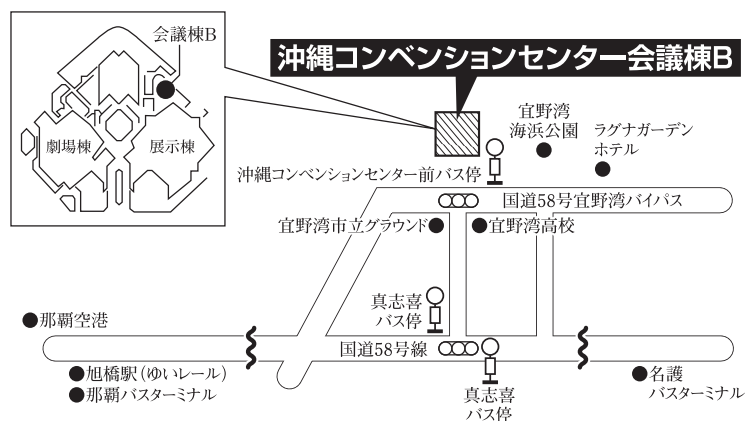 会議棟B
劇場棟
展示棟
沖縄コンベンションセンター会議棟B
宜野湾
海浜公園
ラグナガーデン
ホテル
沖縄コンベンションセンター前バス停
国道58号宜野湾バイパス
宜野湾市立グラウンド
宜野湾高校
真志喜
バス停
那覇空港
国道58号線
旭橋駅(ゆいレール)
那覇バスターミナル
真志喜
バス停
名護
バスターミナル